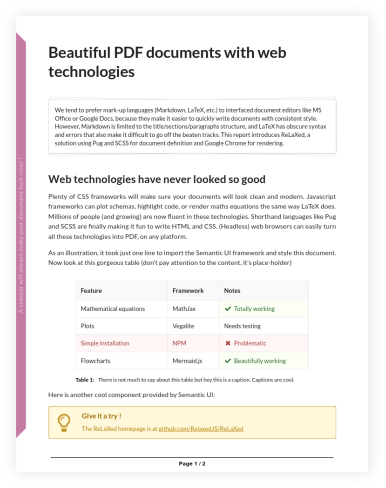 Beautiful PDF documents with web
technologies
We tend to prefer mark-up languages (Markdown, LaTeX, etc.) to interfaced document editors like MS
Office or Google Docs, because they make it easier to quickly write documents with consistent style.
However, Markdown is limited to the title/sections/paragraphs structure, and LaTeX has obscure syntax
and errors that also make it difficult to go off the beaten tracks. This report introduces ReLaXed, a
solution using Pug and SCSS for document definition and Google Chrome for rendering.
A sidebar will always make your document look classy !
Web technologies have never looked so good
Plenty of CSS frameworks will make sure your documents will look clean and modern. Javascript
frameworks can plot schemas, highlight code, or render maths equations the same way LaTeX does.
Millions of people (and growing) are now fluent in these technologies. Shorthand languages like Pug
and SCSS are finally making it fun to write HTML and CSS. (Headless) web browsers can easily turn
all these technologies into PDF, on any platform.
As an illustration, it took just one line to import the Semantic UI framework and style this document.
Now look at this gorgeous table (don't pay attention to the content, it's place-holder)
Feature Framework Notes
Mathematical equations MathJax ✔ Totally working
Plots Vegalite Needs testing
Simple installation NPM ✖ Problematic
Flowcharts Mermaid.js ✔ Beautifully working
Table 1: There is not much to say about this table but hey this is a caption. Captions are cool.
Here is another cool component provided by Semantic UI:
Give it a try !
The ReLaXed homepage is at github.com/RelaxedJS/ReLaXed
Page 1 / 2